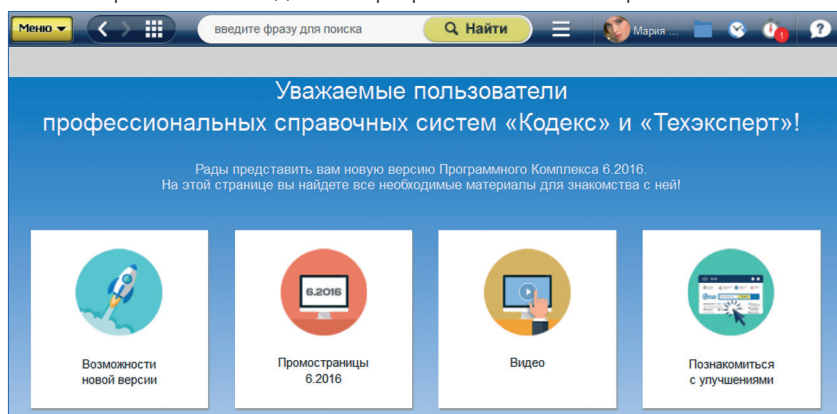 Меню
введите фразу для поиска
Найти
Мария ...
1
?
Уважаемые пользователи
профессиональных справочных систем «Кодекс» и «Техэксперт»!
Рады представить вам новую версию Программного Комплекса 6.2016.
На этой странице вы найдете все необходимые материалы для знакомства с ней!
6.2016
Возможности
новой версии
Промостраницы
6.2016
Видео
Познакомиться
с улучшениями